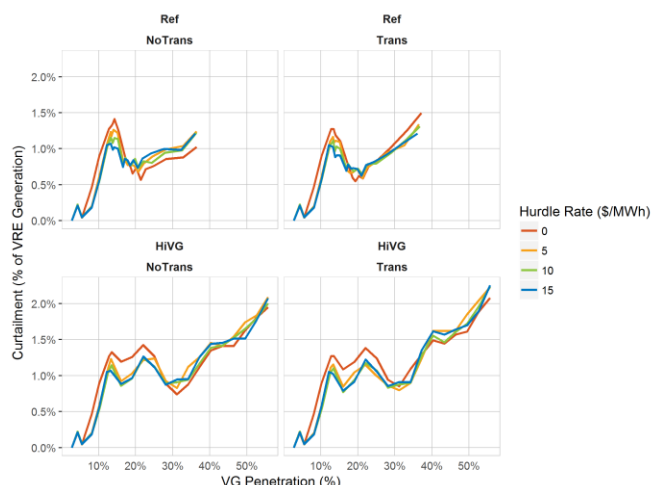 Ref
Ref
NoTrans
Trans
2.0%
1.5%
1.0%
0.5%
0.0%
HiVG
HiVG
NoTrans
Trans
2.0%
1.5%
1.0%
0.5%
0.0%
10% 20% 30% 40% 50%
10% 20% 30% 40% 50%
VG Penetration (%)
Curtailment (% of VRE Generation)
Hurdle Rate ($/MWh)
0
5
10
15